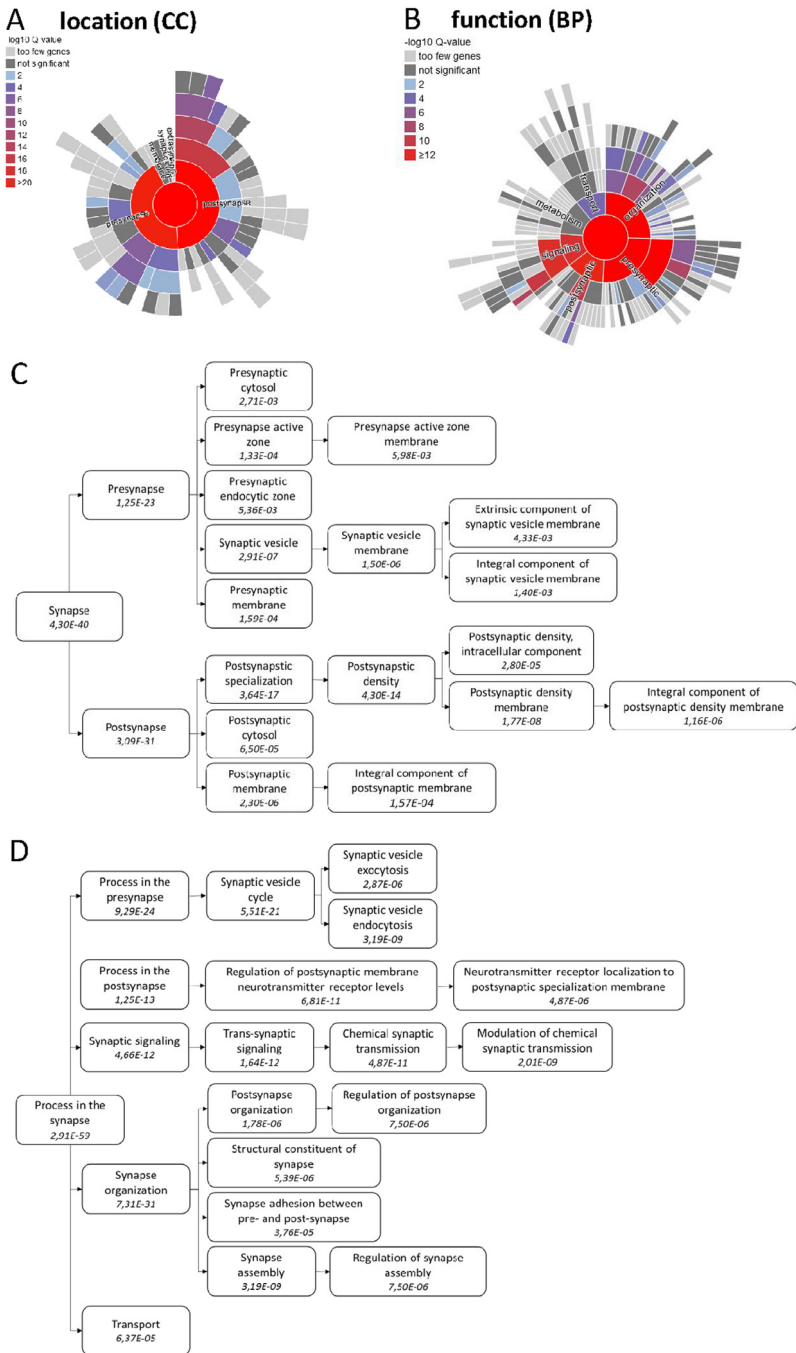 A location (CC)
-log10 Q-value
too few genes
not significant
2
4
6
8
10
12
14
16
18
≥20
presynapse
postsynapse
B function (BP)
-log10 Q-value
too few genes
not significant
2
4
6
8
10
≥12
transport
organization
metabolism
signaling
postsynaptic
presynaptic
C
Presynaptic
cytosol
2,71E-03
Presynapse active
zone
1,33E-04
Presynapse active zone
membrane
5,98E-03
Presynapse
1,25E-23
Presynaptic
endocytic zone
5,36E-03
Synaptic vesicle
2,91E-07
Synaptic vesicle
membrane
1,50E-06
Extrinsic component of
synaptic vesicle membrane
4,33E-03
Integral component of
synaptic vesicle membrane
1,40E-03
Presynaptic
membrane
1,59E-04
Synapse
4,30E-40
Postsynapstic
specialization
3,64E-17
Postsynapstic
density
4,30E-14
Postsynaptic density,
intracellular component
2,80E-05
Postsynaptic density
membrane
1,77E-08
Integral component of
postsynaptic density membrane
1,16E-06
Postsynapse
3,09E-31
Postsynaptic
cytosol
6,50E-05
Postsynaptic
membrane
2,30E-06
Integral component of
postsynaptic membrane
1,57E-04
D
Process in the
presynapse
9,29E-24
Synaptic vesicle
cycle
5,51E-21
Synaptic vesicle
exocytosis
2,87E-06
Synaptic vesicle
endocytosis
3,19E-09
Process in the
postsynapse
1,25E-13
Regulation of postsynaptic membrane
neurotransmitter receptor levels
6,81E-11
Neurotransmitter receptor localization to
postsynaptic specialization membrane
4,87E-06
Synaptic signaling
4,66E-12
Trans-synaptic
signaling
1,64E-12
Chemical synaptic
transmission
4,87E-11
Modulation of chemical
synaptic transmission
2,01E-09
Process in the
synapse
2,91E-59
Postsynapse
organization
1,78E-06
Regulation of postsynapse
organization
7,50E-06
Structural constituent of
synapse
5,39E-06
Synapse
organization
7,31E-31
Synapse adhesion between
pre- and post-synapse
3,76E-05
Synapse
assembly
3,19E-09
Regulation of synapse
assembly
7,50E-06
Transport
6,37E-05